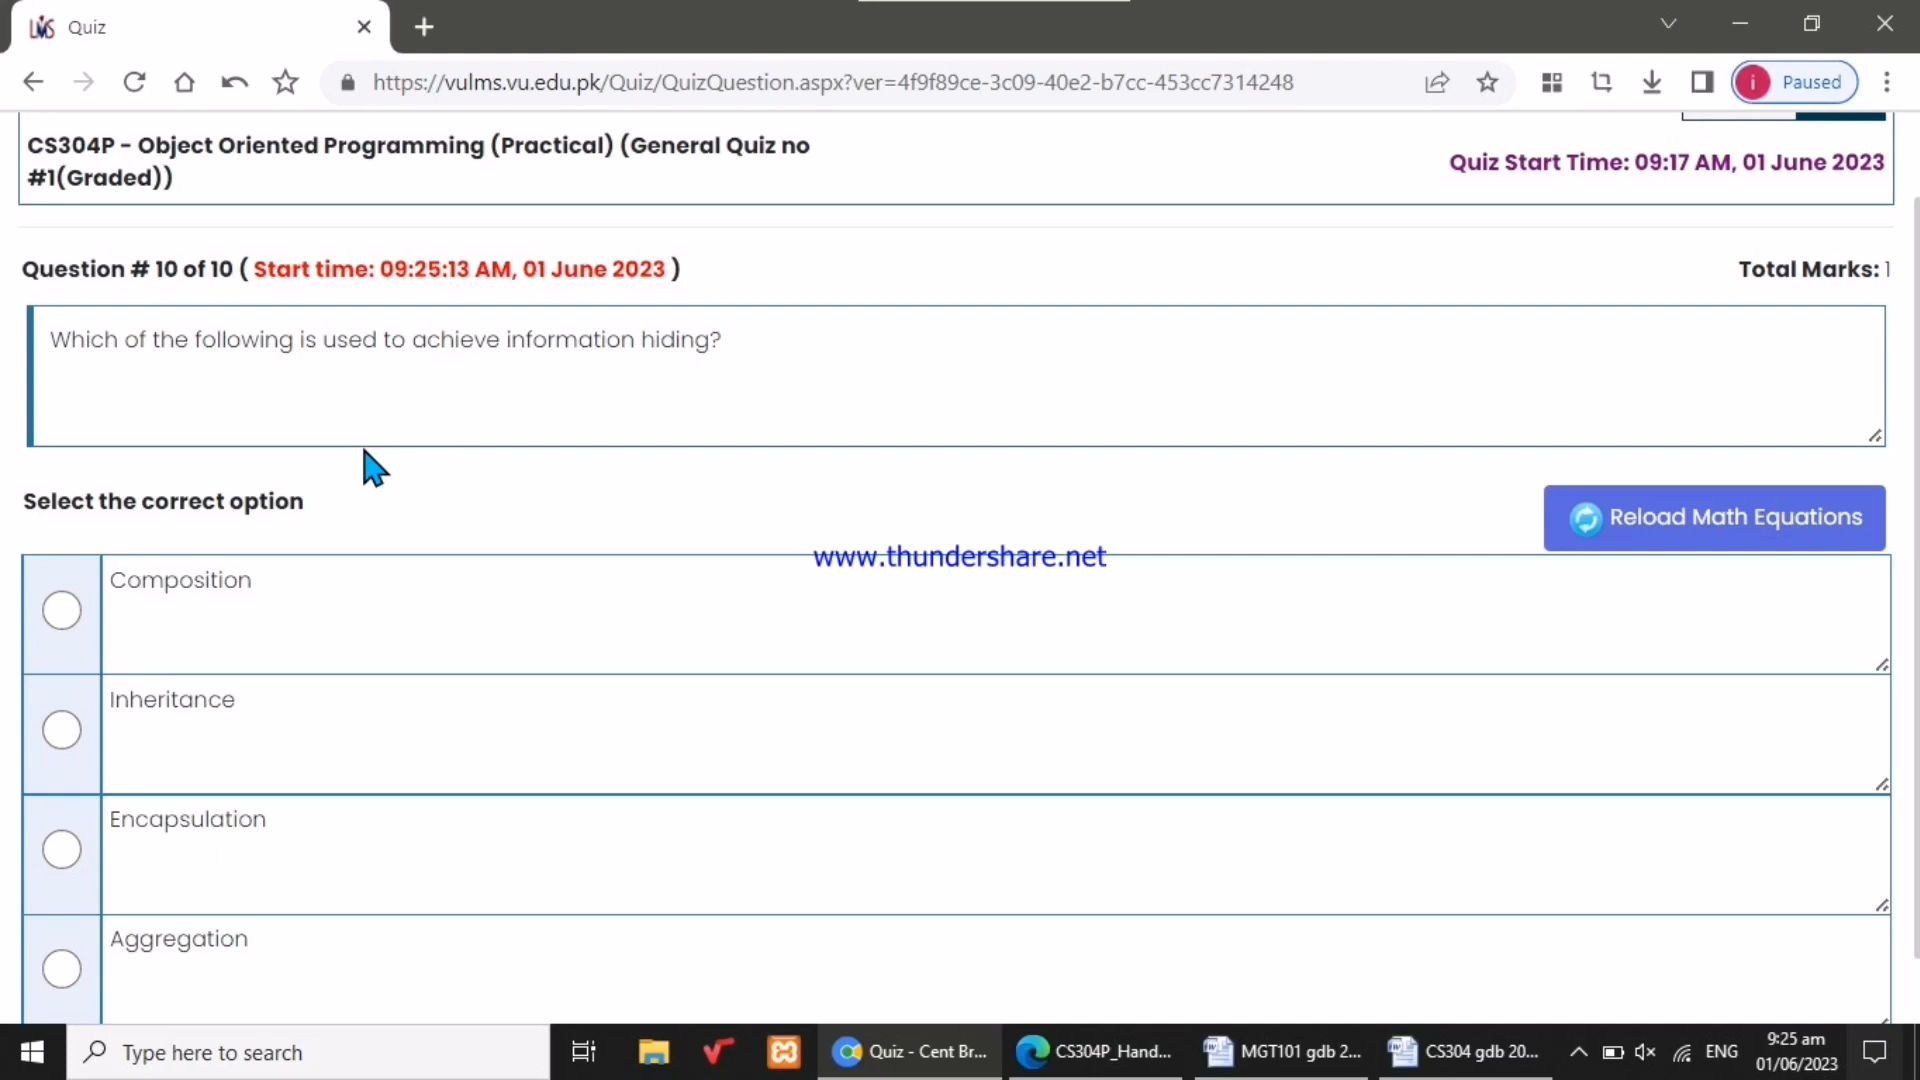 Quiz
https://vulms.vu.edu.pk/Quiz/QuizQuestion.aspx?ver=4f9f89ce-3c09-40e2-b7cc-453cc7314248
i Paused
CS304P - Object Oriented Programming (Practical) (General Quiz no
#1(Graded))
Quiz Start Time: 09:17 AM, 01 June 2023
Question # 10 of 10 ( Start time: 09:25:13 AM, 01 June 2023 )
Total Marks: 1
Which of the following is used to achieve information hiding?
Select the correct option
Reload Math Equations
www.thundershare.net
Composition
Inheritance
Encapsulation
Aggregation
Type here to search
Quiz - Cent Br...
CS304P_Hand...
MGT101 gdb 2...
CS304 gdb 20...
ENG
9:25 am
01/06/2023